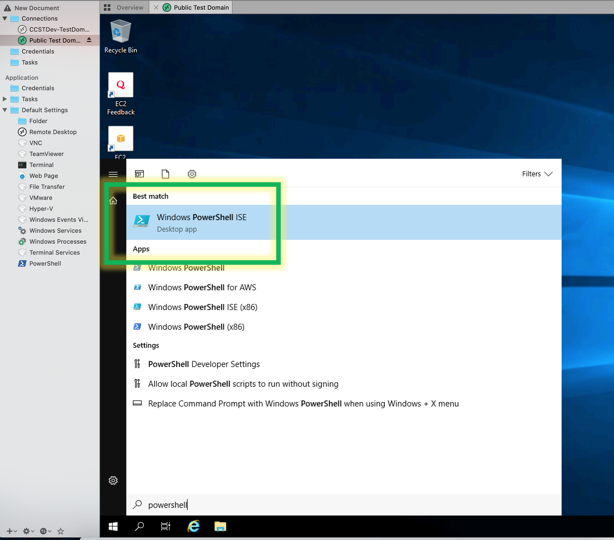 New Document
Connections
CCSTDev-TestDom...
Public Test Dom...
Credentials
Tasks
Application
Credentials
Tasks
Default Settings
Folder
Remote Desktop
VNC
TeamViewer
Terminal
Web Page
File Transfer
VMware
Hyper-V
Windows Events Vi...
Windows Services
Windows Processes
Terminal Services
PowerShell
Overview
Public Test Domain
Recycle Bin
EC2
Feedback
EC2
Filters
Best match
Windows PowerShell ISE
Desktop app
Apps
Windows PowerShell
Windows PowerShell for AWS
Windows PowerShell ISE (x86)
Windows PowerShell (x86)
Settings
PowerShell Developer Settings
Allow local PowerShell scripts to run without signing
Replace Command Prompt with Windows PowerShell when using Windows + X menu
powershell